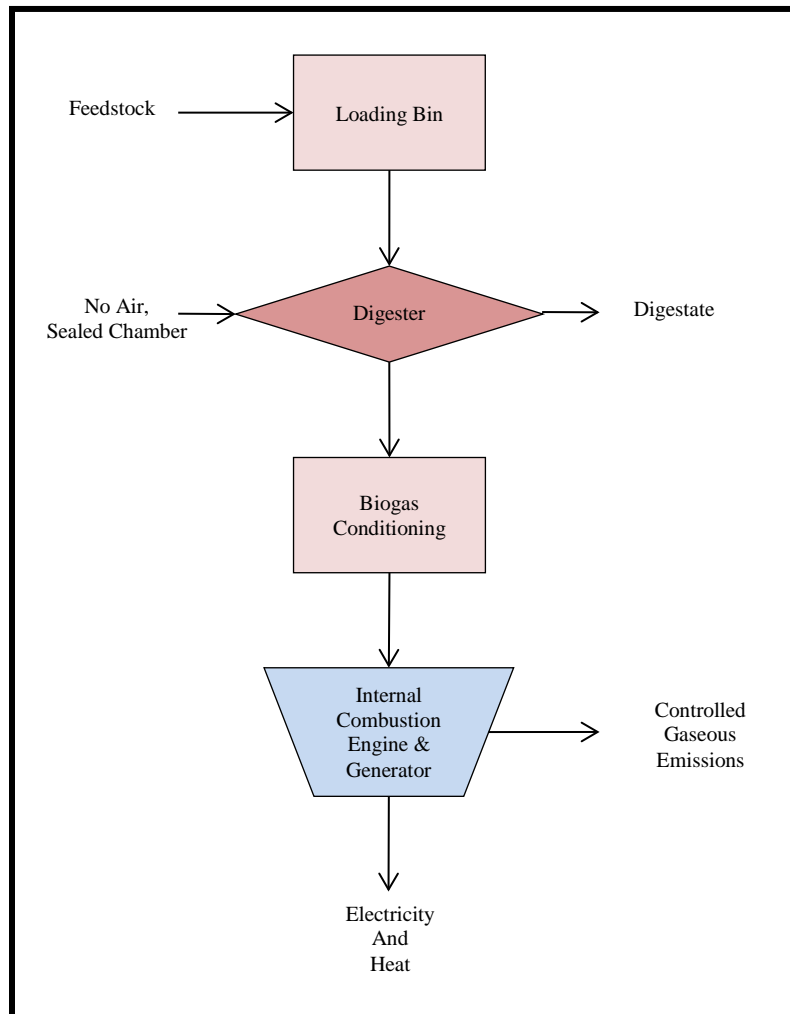 Feedstock
Loading Bin
No Air,
Sealed Chamber
Digester
Digestate
Biogas
Conditioning
Internal
Combustion
Engine &
Generator
Controlled
Gaseous
Emissions
Electricity
And
Heat